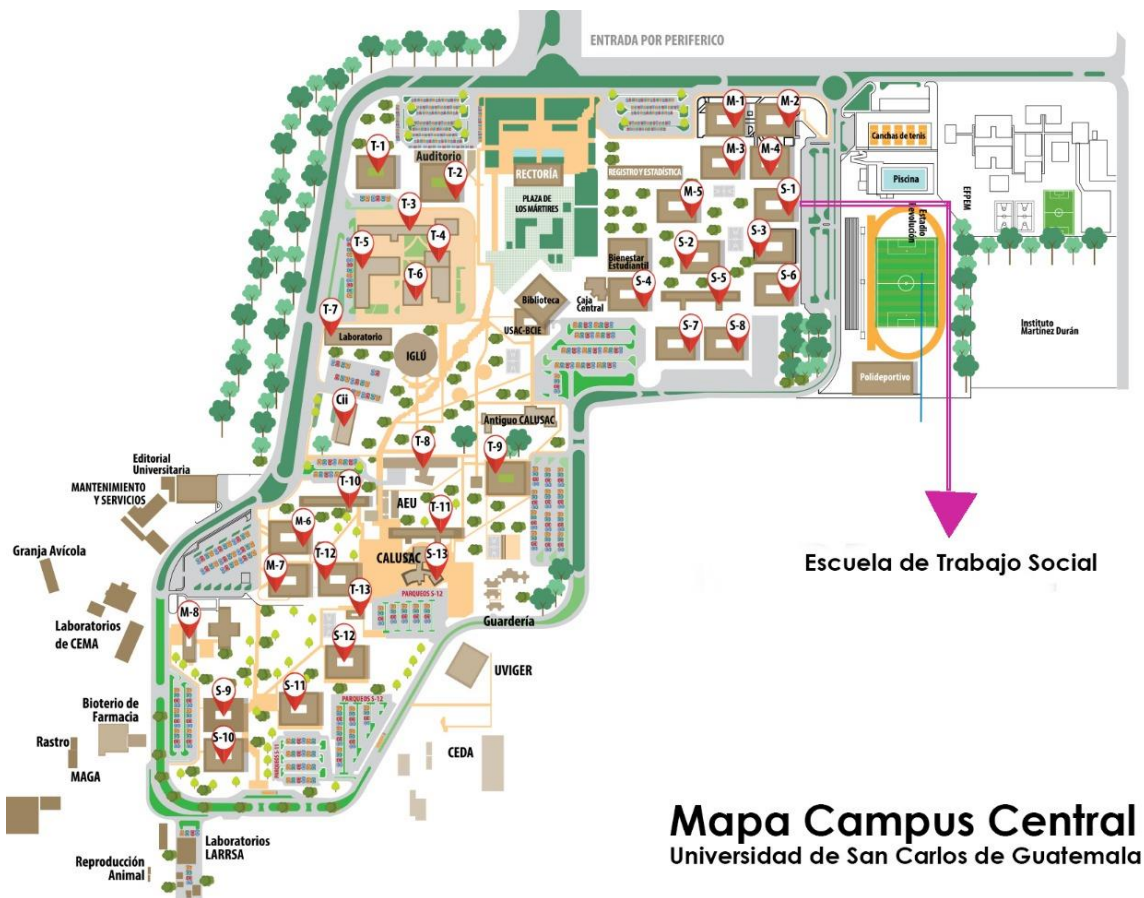 ENTRADA POR PERIFERICO
M-1
M-2
T-1
Auditorio
T-2
RECTORÍA
REGISTRO Y ESTADÍSTICA
M-3
M-4
Canchas de tenis
Piscina
EFPEM
PLAZA DE
LOS MÁRTIRES
M-5
S-1
T-3
T-4
T-5
T-6
Bienestar
Estudiantil
S-2
S-3
Estadio
Revolución
S-4
S-5
S-6
Biblioteca
Caja
Central
T-7
Laboratorio
USAC-BCIE
IGLÚ
S-7
S-8
Instituto
Martínez Durán
Polideportivo
Cii
Antiguo CALUSAC
T-8
T-9
Editorial
Universitaria
MANTENIMIENTO
Y SERVICIOS
T-10
AEU
T-11
M-6
Granja Avícola
T-12
CALUSAC
S-13
M-7
Escuela de Trabajo Social
T-13
PARQUEOS S-12
M-8
Laboratorios
de CEMA
Guardería
S-12
UVIGER
S-9
S-11
PARQUEOS S-12
Bioterio de
Farmacia
S-10
Rastro
MAGA
PARQUEOS S-11
CEDA
Mapa Campus Central
Universidad de San Carlos de Guatemala
Laboratorios
LARRSA
Reproducción
Animal